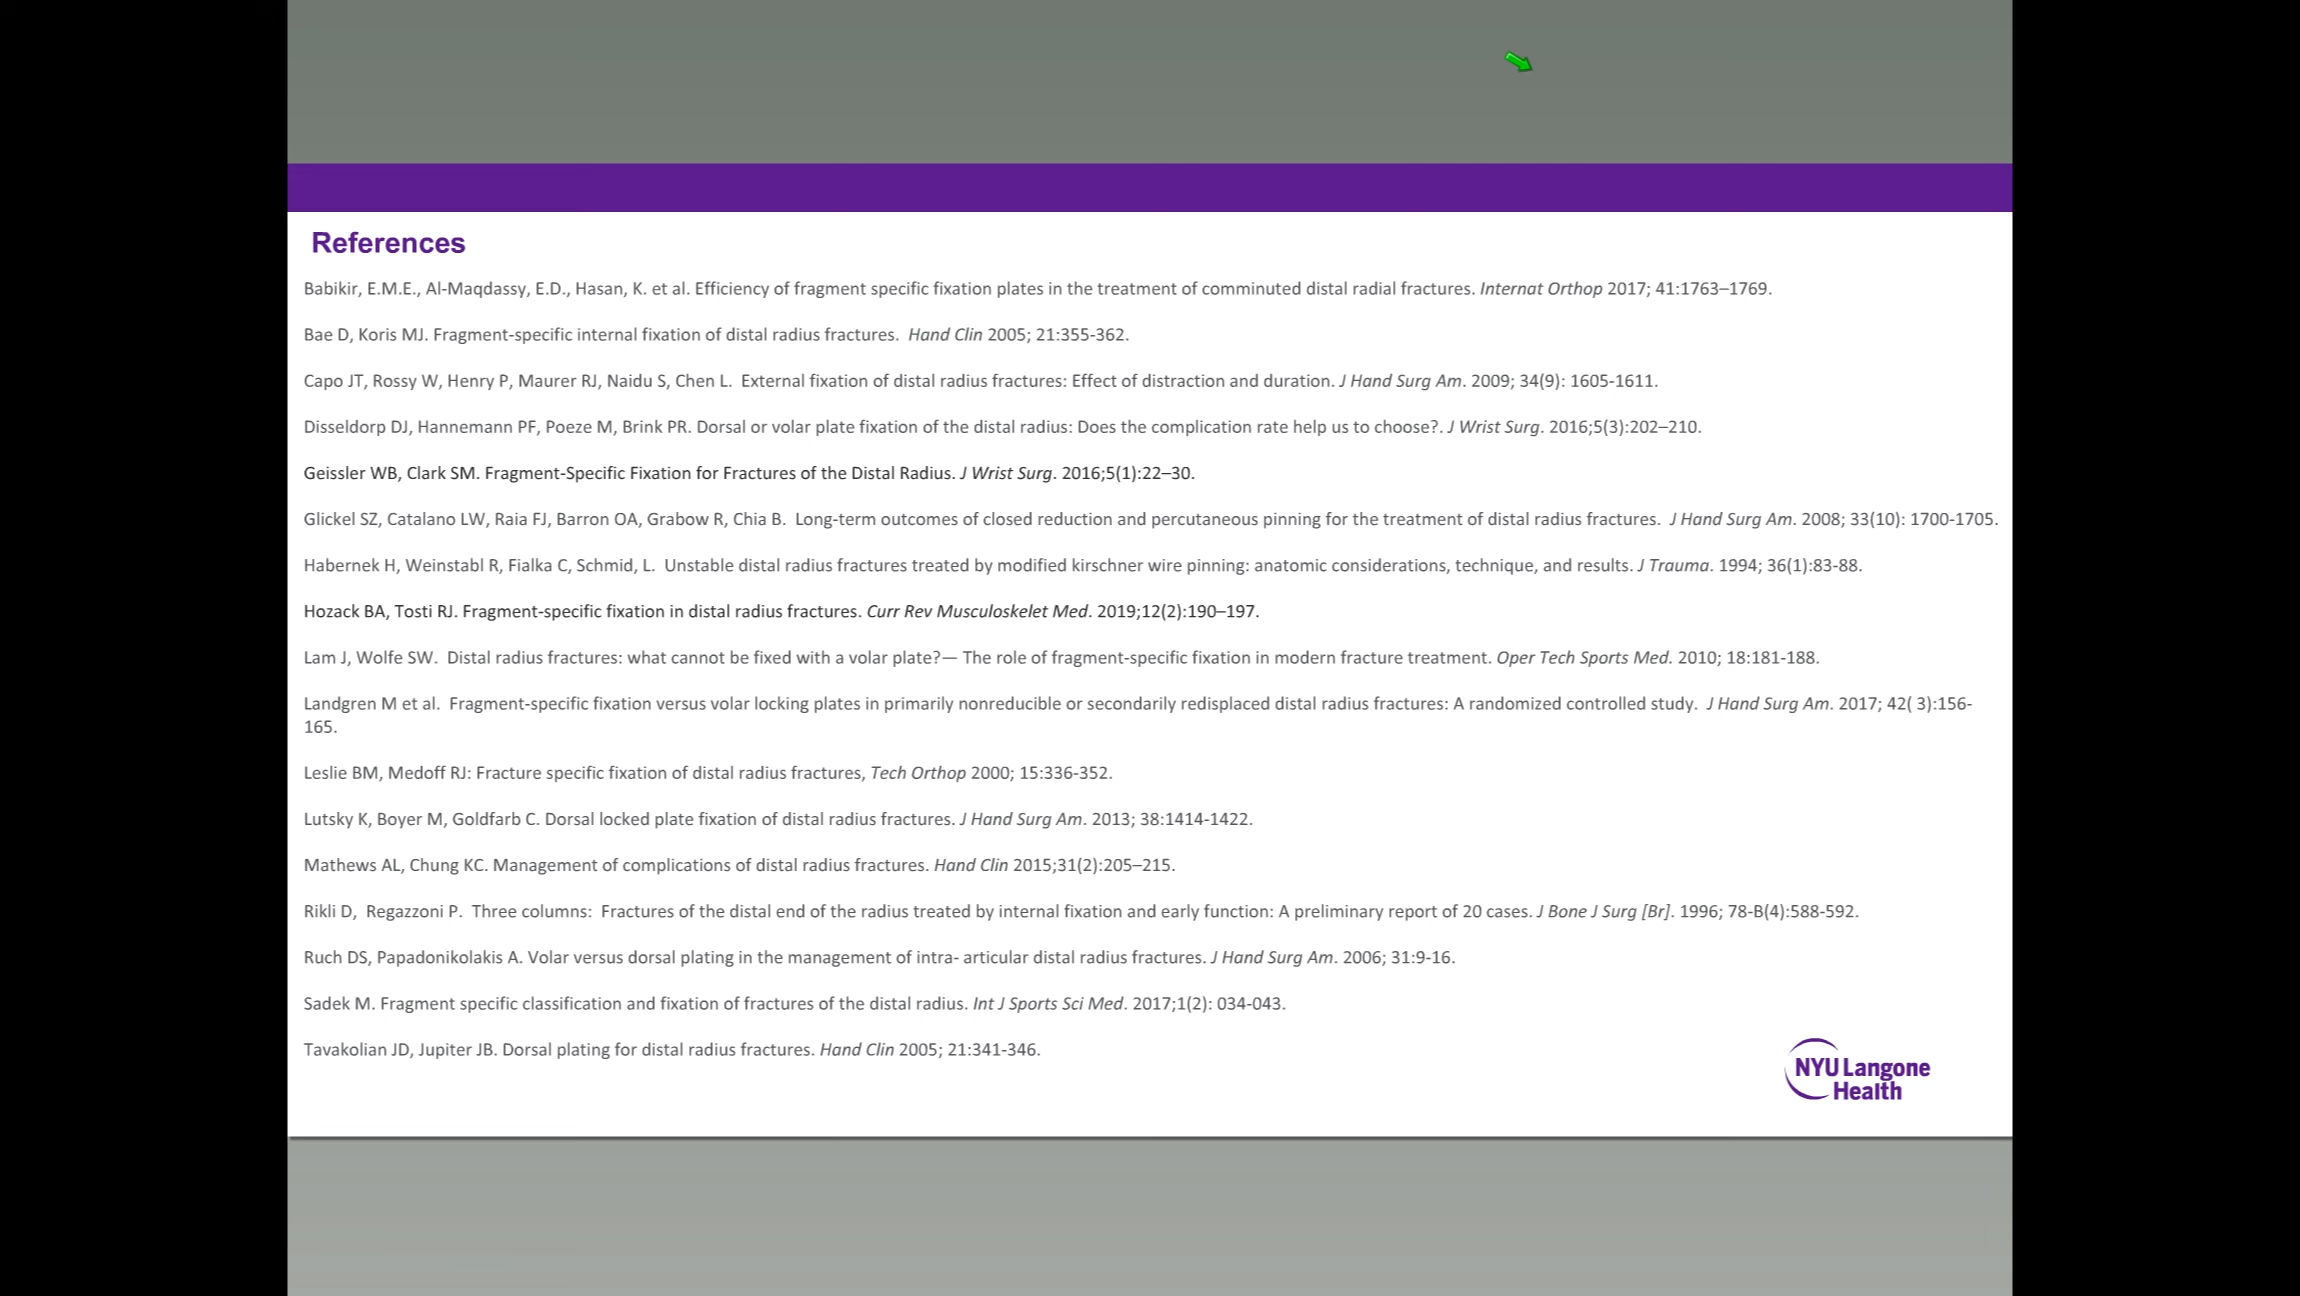 References
Babikir, E.M.E., Al-Maqdassy, E.D., Hasan, K. et al. Efficiency of fragment specific fixation plates in the treatment of comminuted distal radial fractures. Internat Orthop 2017; 41:1763–1769.
Bae D, Koris MJ. Fragment-specific internal fixation of distal radius fractures.  Hand Clin 2005; 21:355-362.
Capo JT, Rossy W, Henry P, Maurer RJ, Naidu S, Chen L.  External fixation of distal radius fractures: Effect of distraction and duration. J Hand Surg Am. 2009; 34(9): 1605-1611.
Disseldorp DJ, Hannemann PF, Poeze M, Brink PR. Dorsal or volar plate fixation of the distal radius: Does the complication rate help us to choose?. J Wrist Surg. 2016;5(3):202–210.
Geissler WB, Clark SM. Fragment-Specific Fixation for Fractures of the Distal Radius. J Wrist Surg. 2016;5(1):22–30.
Glickel SZ, Catalano LW, Raia FJ, Barron OA, Grabow R, Chia B.  Long-term outcomes of closed reduction and percutaneous pinning for the treatment of distal radius fractures.  J Hand Surg Am. 2008; 33(10): 1700-1705.
Habernek H, Weinstabl R, Fialka C, Schmid, L.  Unstable distal radius fractures treated by modified kirschner wire pinning: anatomic considerations, technique, and results. J Trauma. 1994; 36(1):83-88.
Hozack BA, Tosti RJ. Fragment-specific fixation in distal radius fractures. Curr Rev Musculoskelet Med. 2019;12(2):190–197.
Lam J, Wolfe SW.  Distal radius fractures: what cannot be fixed with a volar plate?— The role of fragment-specific fixation in modern fracture treatment. Oper Tech Sports Med. 2010; 18:181-188.
Landgren M et al.  Fragment-specific fixation versus volar locking plates in primarily nonreducible or secondarily redisplaced distal radius fractures: A randomized controlled study.  J Hand Surg Am. 2017; 42( 3):156-
165.
Leslie BM, Medoff RJ: Fracture specific fixation of distal radius fractures, Tech Orthop 2000; 15:336-352.
Lutsky K, Boyer M, Goldfarb C. Dorsal locked plate fixation of distal radius fractures. J Hand Surg Am. 2013; 38:1414-1422.
Mathews AL, Chung KC. Management of complications of distal radius fractures. Hand Clin 2015;31(2):205–215.
Rikli D,  Regazzoni P.  Three columns:  Fractures of the distal end of the radius treated by internal fixation and early function: A preliminary report of 20 cases. J Bone J Surg [Br]. 1996; 78-B(4):588-592.
Ruch DS, Papadonikolakis A. Volar versus dorsal plating in the management of intra- articular distal radius fractures. J Hand Surg Am. 2006; 31:9-16.
Sadek M. Fragment specific classification and fixation of fractures of the distal radius. Int J Sports Sci Med. 2017;1(2): 034-043.
Tavakolian JD, Jupiter JB. Dorsal plating for distal radius fractures. Hand Clin 2005; 21:341-346.
NYU Langone
Health